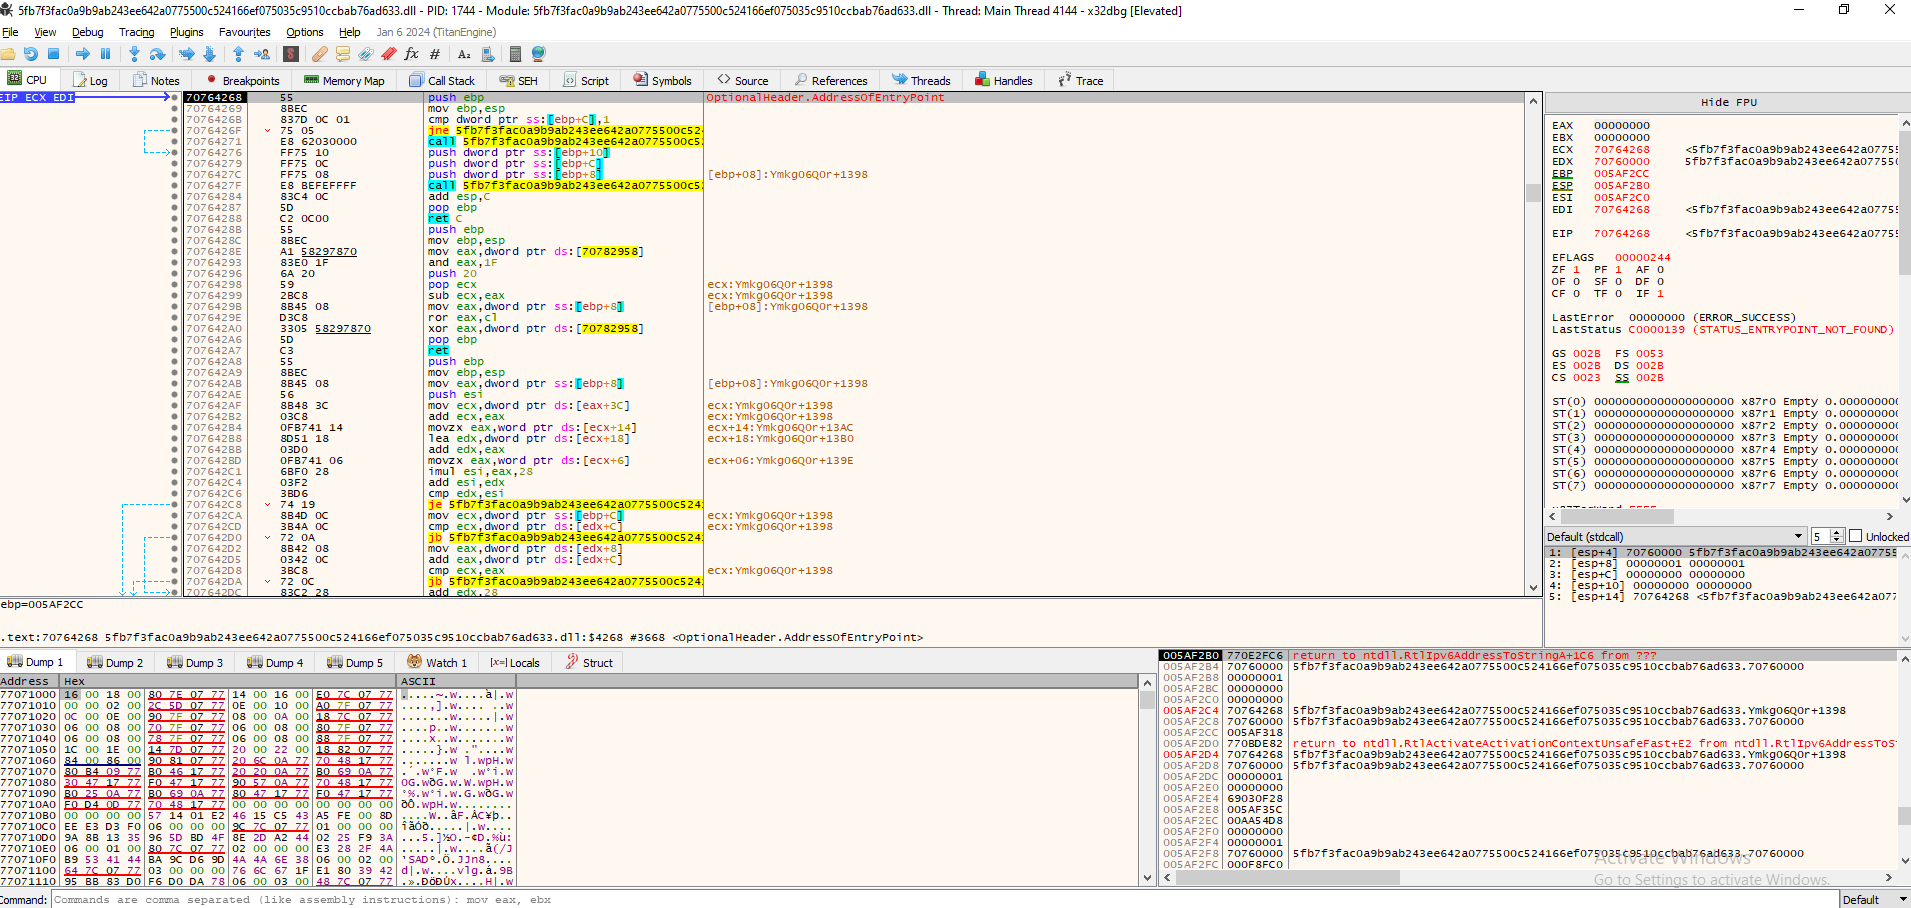 5fb7f3fac0a9b9ab243ee642a0775500c524166ef075035c9510ccbab76ad633.dll - PID: 1744 - Module: 5fb7f3fac0a9b9ab243ee642a0775500c524166ef075035c9510ccbab76ad633.dll - Thread: Main Thread 4144 - x32dbg [Elevated]
File View Debug Tracing Plugins Favourites Options Help Jan 6 2024 (TitanEngine)
CPU Log Notes Breakpoints Memory Map Call Stack SEH Script Symbols Source References Threads Handles Trace
EIP ECX EDI
70764268 55 push ebp OptionalHeader.AddressOfEntryPoint
70764269 8BEC mov ebp,esp
7076426B 837D 0C 01 cmp dword ptr ss:[ebp+C],1
7076426F 75 05 jne 5fb7f3fac0a9b9ab243ee642a0775500c52
70764271 E8 62030000 call 5fb7f3fac0a9b9ab243ee642a0775500c5
70764276 FF75 10 push dword ptr ss:[ebp+10]
70764279 FF75 0C push dword ptr ss:[ebp+C]
7076427C FF75 08 push dword ptr ss:[ebp+8] [ebp+08]:Ymkg06Q0r+1398
7076427F E8 BEFEFFFF call 5fb7f3fac0a9b9ab243ee642a0775500c5
70764284 83C4 0C add esp,C
70764287 5D pop ebp
70764288 C2 0C00 ret C
7076428B 55 push ebp
7076428C 8BEC mov ebp,esp
7076428E A1 58297870 mov eax,dword ptr ds:[70782958]
70764293 83E0 1F and eax,1F
70764296 6A 20 push 20
70764298 59 pop ecx ecx:Ymkg06Q0r+1398
70764299 2BC8 sub ecx,eax ecx:Ymkg06Q0r+1398
7076429B 8B45 08 mov eax,dword ptr ss:[ebp+8] [ebp+08]:Ymkg06Q0r+1398
7076429E D3C8 ror eax,cl
707642A0 3305 58297870 xor eax,dword ptr ds:[70782958]
707642A6 5D pop ebp
707642A7 C3 ret
707642A8 55 push ebp
707642A9 8BEC mov ebp,esp
707642AB 8B45 08 mov eax,dword ptr ss:[ebp+8] [ebp+08]:Ymkg06Q0r+1398
707642AE 56 push esi
707642AF 8B48 3C mov ecx,dword ptr ds:[eax+3C] ecx:Ymkg06Q0r+1398
707642B2 03C8 add ecx,eax ecx:Ymkg06Q0r+1398
707642B4 0FB741 14 movzx eax,word ptr ds:[ecx+14] ecx+14:Ymkg06Q0r+13AC
707642B8 8D51 18 lea edx,dword ptr ds:[ecx+18] ecx+18:Ymkg06Q0r+13B0
707642BB 03D0 add edx,eax
707642BD 0FB741 06 movzx eax,word ptr ds:[ecx+6] ecx+06:Ymkg06Q0r+139E
707642C1 6BF0 28 imul esi,eax,28
707642C4 03F2 add esi,edx
707642C6 3BD6 cmp edx,esi
707642C8 74 19 je 5fb7f3fac0a9b9ab243ee642a0775500c524
707642CA 8B4D 0C mov ecx,dword ptr ss:[ebp+C] ecx:Ymkg06Q0r+1398
707642CD 3B4A 0C cmp ecx,dword ptr ds:[edx+C] ecx:Ymkg06Q0r+1398
707642D0 72 0A jb 5fb7f3fac0a9b9ab243ee642a0775500c524
707642D2 8B42 08 mov eax,dword ptr ds:[edx+8]
707642D5 0342 0C add eax,dword ptr ds:[edx+C]
707642D8 3BC8 cmp ecx,eax ecx:Ymkg06Q0r+1398
707642DA 72 0C jb 5fb7f3fac0a9b9ab243ee642a0775500c524
707642DC 83C2 28 add edx,28
Hide FPU
EAX 00000000
EBX 00000000
ECX 70764268 <5fb7f3fac0a9b9ab243ee642a0775
EDX 70760000 5fb7f3fac0a9b9ab243ee642a07755
EBP 005AF2CC
ESP 005AF2B0
ESI 005AF2C0
EDI 70764268 <5fb7f3fac0a9b9ab243ee642a0775
EIP 70764268 <5fb7f3fac0a9b9ab243ee642a0775
EFLAGS 00000244
ZF 1 PF 1 AF 0
OF 0 SF 0 DF 0
CF 0 TF 0 IF 1
LastError 00000000 (ERROR_SUCCESS)
LastStatus C0000139 (STATUS_ENTRYPOINT_NOT_FOUND)
GS 002B FS 0053
ES 002B DS 002B
CS 0023 SS 002B
ST(0) 00000000000000000000 x87r0 Empty 0.00000000
ST(1) 00000000000000000000 x87r1 Empty 0.00000000
ST(2) 00000000000000000000 x87r2 Empty 0.00000000
ST(3) 00000000000000000000 x87r3 Empty 0.00000000
ST(4) 00000000000000000000 x87r4 Empty 0.00000000
ST(5) 00000000000000000000 x87r5 Empty 0.00000000
ST(6) 00000000000000000000 x87r6 Empty 0.00000000
ST(7) 00000000000000000000 x87r7 Empty 0.00000000
Default (stdcall) 5 Unlocked
1: [esp+4] 70760000 5fb7f3fac0a9b9ab243ee642a07755
2: [esp+8] 00000001 00000001
3: [esp+C] 00000000 00000000
4: [esp+10] 00000000 00000000
5: [esp+14] 70764268 <5fb7f3fac0a9b9ab243ee642a077
ebp=005AF2CC
.text:70764268 5fb7f3fac0a9b9ab243ee642a0775500c524166ef075035c9510ccbab76ad633.dll:$4268 #3668 <OptionalHeader.AddressOfEntryPoint>
Dump 1 Dump 2 Dump 3 Dump 4 Dump 5 Watch 1 [x=] Locals Struct
Address Hex ASCII
77071000 16 00 18 00 80 7E 07 77 14 00 16 00 E0 7C 07 77 .....~.w....à|.w
77071010 00 00 02 00 2C 5D 07 77 0E 00 10 00 A0 7F 07 77
77071020 0C 00 0E 00 90 7F 07 77 08 00 0A 00 18 7C 07 77
77071030 06 00 08 00 70 7F 07 77 06 00 08 00 80 7F 07 77
77071040 06 00 08 00 78 7F 07 77 06 00 08 00 88 7F 07 77
77071050 1C 00 1E 00 14 7D 07 77 20 00 22 00 18 82 07 77
77071060 84 00 86 00 90 81 07 77 20 6C 0A 77 70 48 17 77
77071070 80 B4 09 77 B0 46 17 77 20 20 0A 77 B0 69 0A 77
77071080 30 47 17 77 F0 47 17 77 90 57 0A 77 70 48 17 77
77071090 B0 25 0A 77 B0 69 0A 77 80 47 17 77 F0 47 17 77
770710A0 F0 D4 0D 77 70 48 17 77 00 00 00 00 00 00 00 00
770710B0 00 00 00 00 57 14 01 E2 46 15 C5 43 A5 FE 00 8D
770710C0 EE E3 D3 F0 06 00 00 00 9C 7C 07 77 01 00 00 00
770710D0 9A 8B 13 35 96 5D BD 4F 8E 2D A2 44 02 25 F9 3A
770710E0 06 00 01 00 80 7C 07 77 02 00 00 00 E3 28 2F 4A
770710F0 B9 53 41 44 BA 9C D6 9D 4A 4A 6E 38 06 00 02 00
77071100 64 7C 07 77 03 00 00 00 76 6C 67 1F E1 80 39 42
77071110 95 BB 83 D0 F6 D0 DA 78 06 00 03 00 48 7C 07 77
005AF2B0 770E2FC6 return to ntdll.RtlIpv6AddressToStringA+1C6 from ???
005AF2B4 70760000 5fb7f3fac0a9b9ab243ee642a0775500c524166ef075035c9510ccbab76ad633.70760000
005AF2B8 00000001
005AF2BC 00000000
005AF2C0 00000000
005AF2C4 70764268 5fb7f3fac0a9b9ab243ee642a0775500c524166ef075035c9510ccbab76ad633.Ymkg06Q0r+1398
005AF2C8 70760000 5fb7f3fac0a9b9ab243ee642a0775500c524166ef075035c9510ccbab76ad633.70760000
005AF2CC 005AF318
005AF2D0 770BDE82 return to ntdll.RtlActivateActivationContextUnsafeFast+E2 from ntdll.RtlIpv6AddressToS
005AF2D4 70764268 5fb7f3fac0a9b9ab243ee642a0775500c524166ef075035c9510ccbab76ad633.Ymkg06Q0r+1398
005AF2D8 70760000 5fb7f3fac0a9b9ab243ee642a0775500c524166ef075035c9510ccbab76ad633.70760000
005AF2DC 00000001
005AF2E0 00000000
005AF2E4 69030F28
005AF2E8 005AF35C
005AF2EC 00AA54D8
005AF2F0 00000000
005AF2F4 00000001
005AF2F8 70760000 5fb7f3fac0a9b9ab243ee642a0775500c524166ef075035c9510ccbab76ad633.70760000
005AF2FC 000F8FC0
Activate Windows
Go to Settings to activate Windows.
Command: Commands are comma separated (like assembly instructions): mov eax, ebx
Default